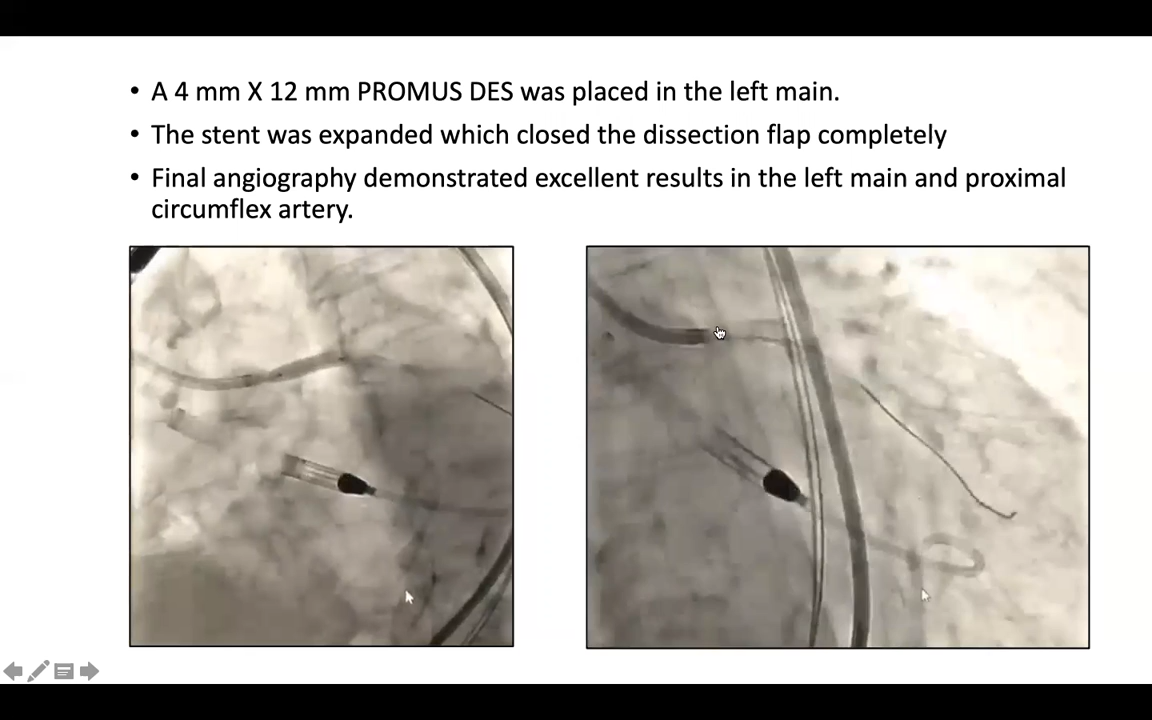 • A 4 mm X 12 mm PROMUS DES was placed in the left main.
• The stent was expanded which closed the dissection flap completely
• Final angiography demonstrated excellent results in the left main and proximal
circumflex artery.